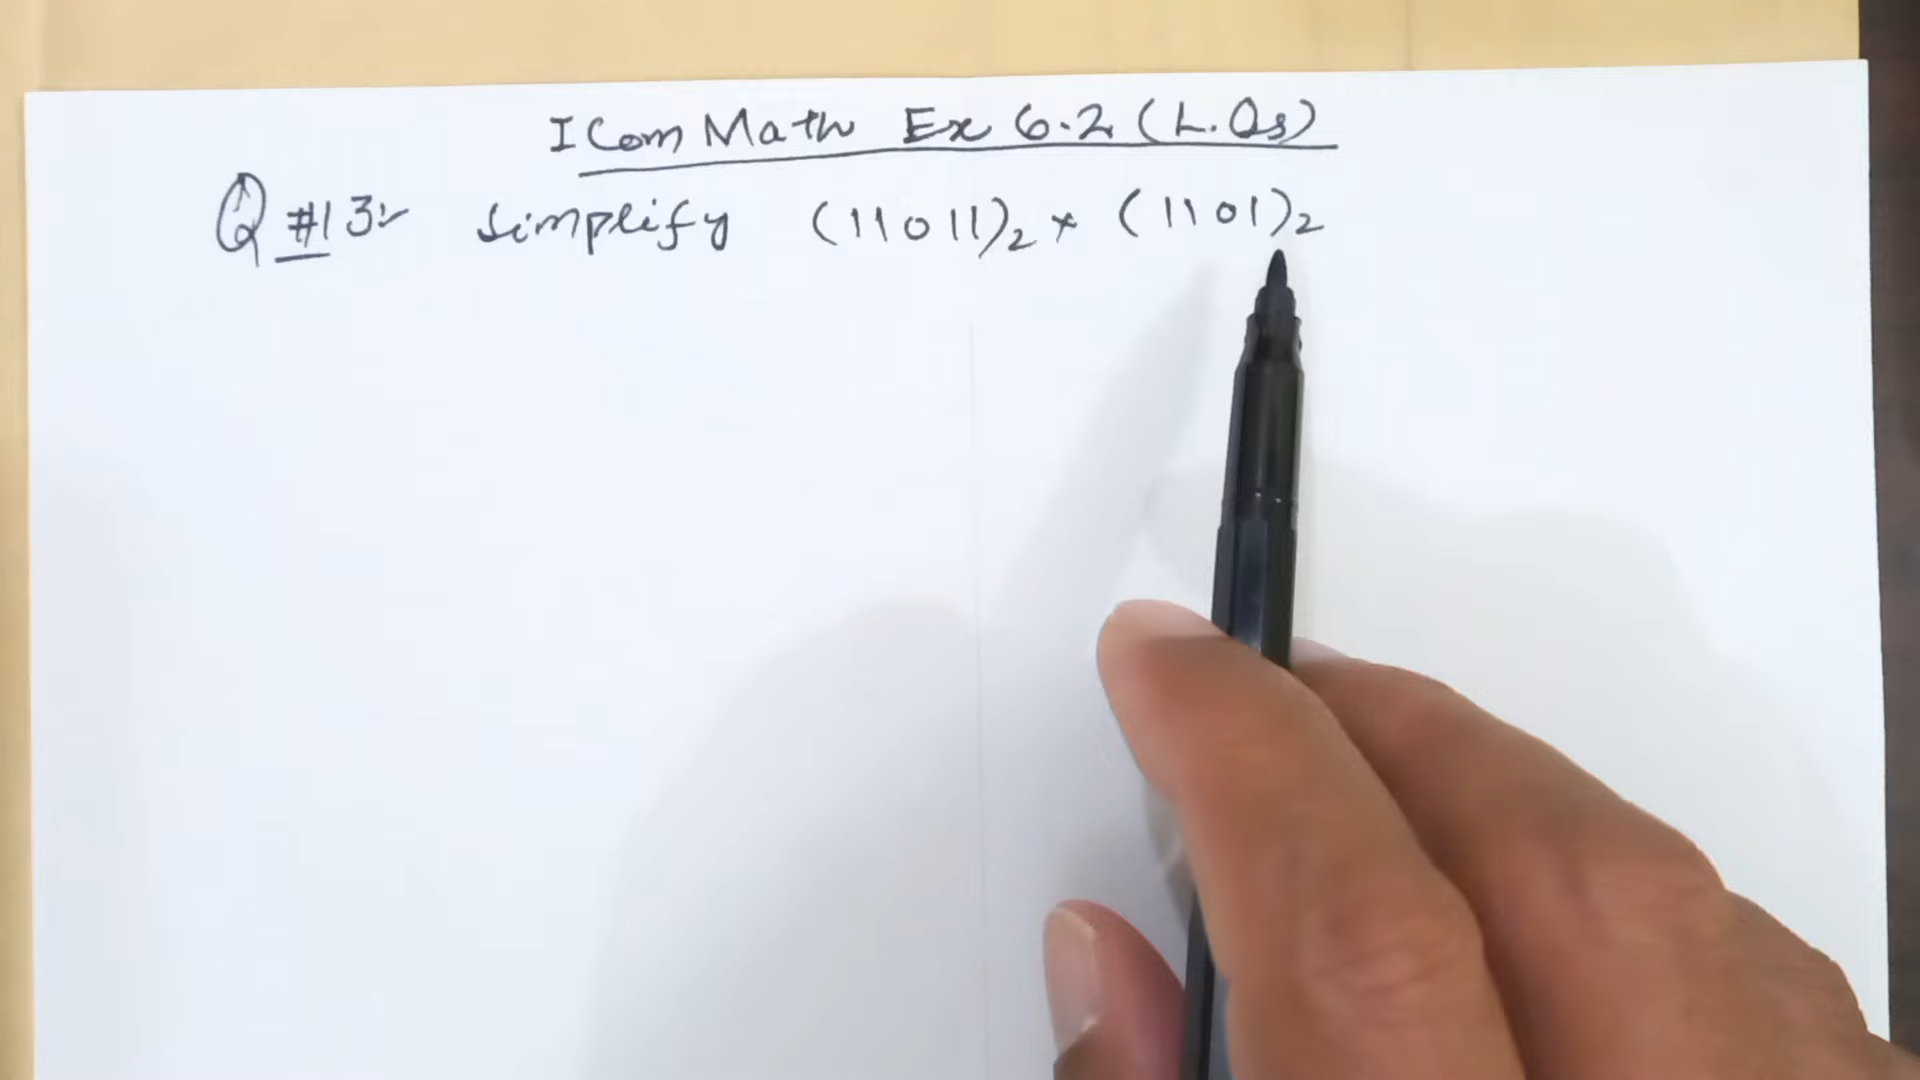 I Com Math Ex 6.2 (L.Qs)
Q #13:- Simplify (11011)₂ × (1101)₂